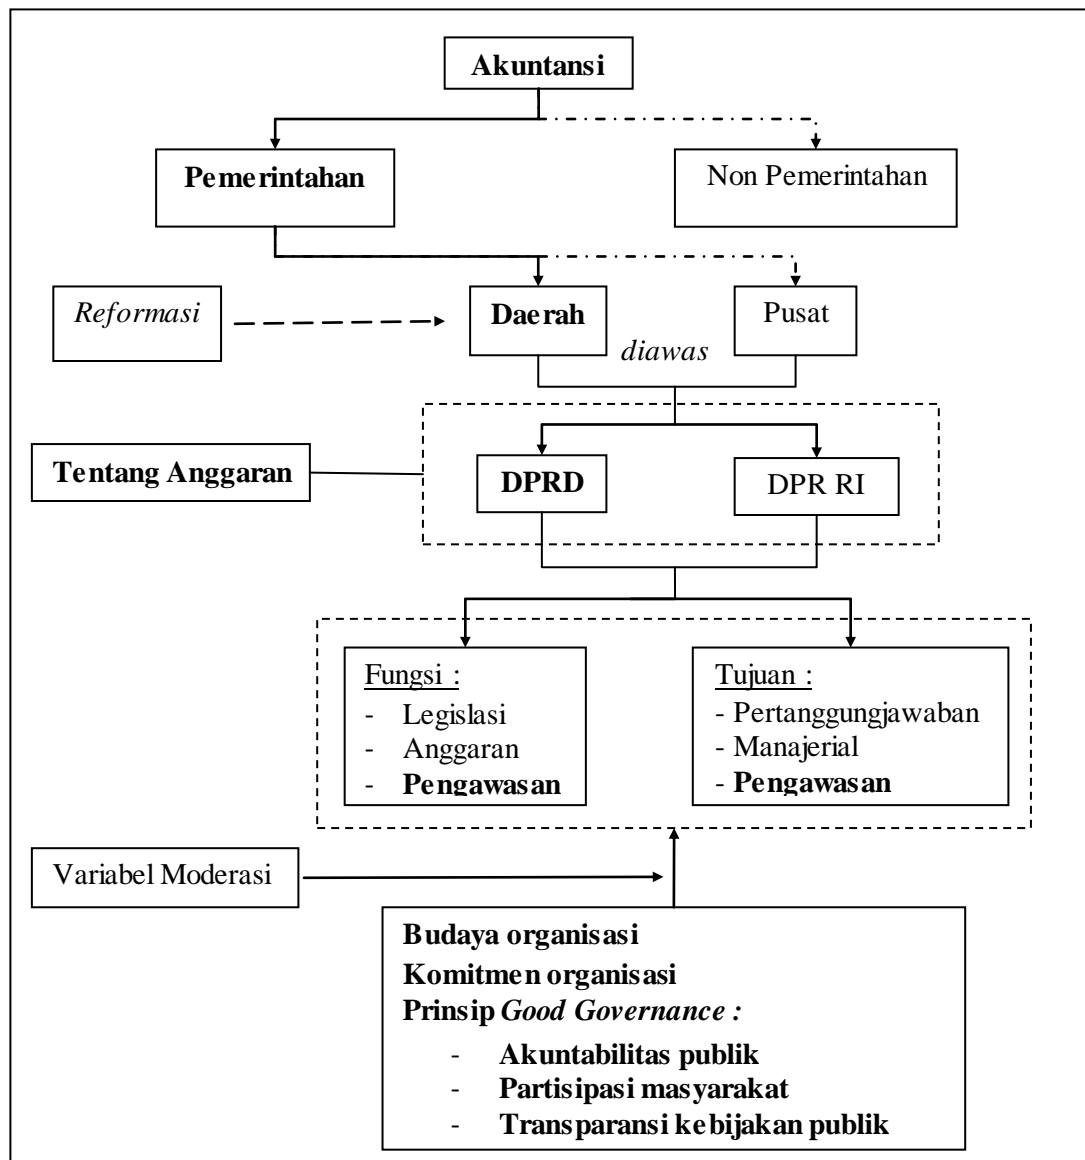 Akuntansi
Pemerintahan
Non Pemerintahan
Reformasi
Daerah
Pusat
diawas
Tentang Anggaran
DPRD
DPR RI
Fungsi :
- Legislasi
- Anggaran
- Pengawasan
Tujuan :
- Pertanggungjawaban
- Manajerial
- Pengawasan
Variabel Moderasi
Budaya organisasi
Komitmen organisasi
Prinsip Good Governance :
- Akuntabilitas publik
- Partisipasi masyarakat
- Transparansi kebijakan publik